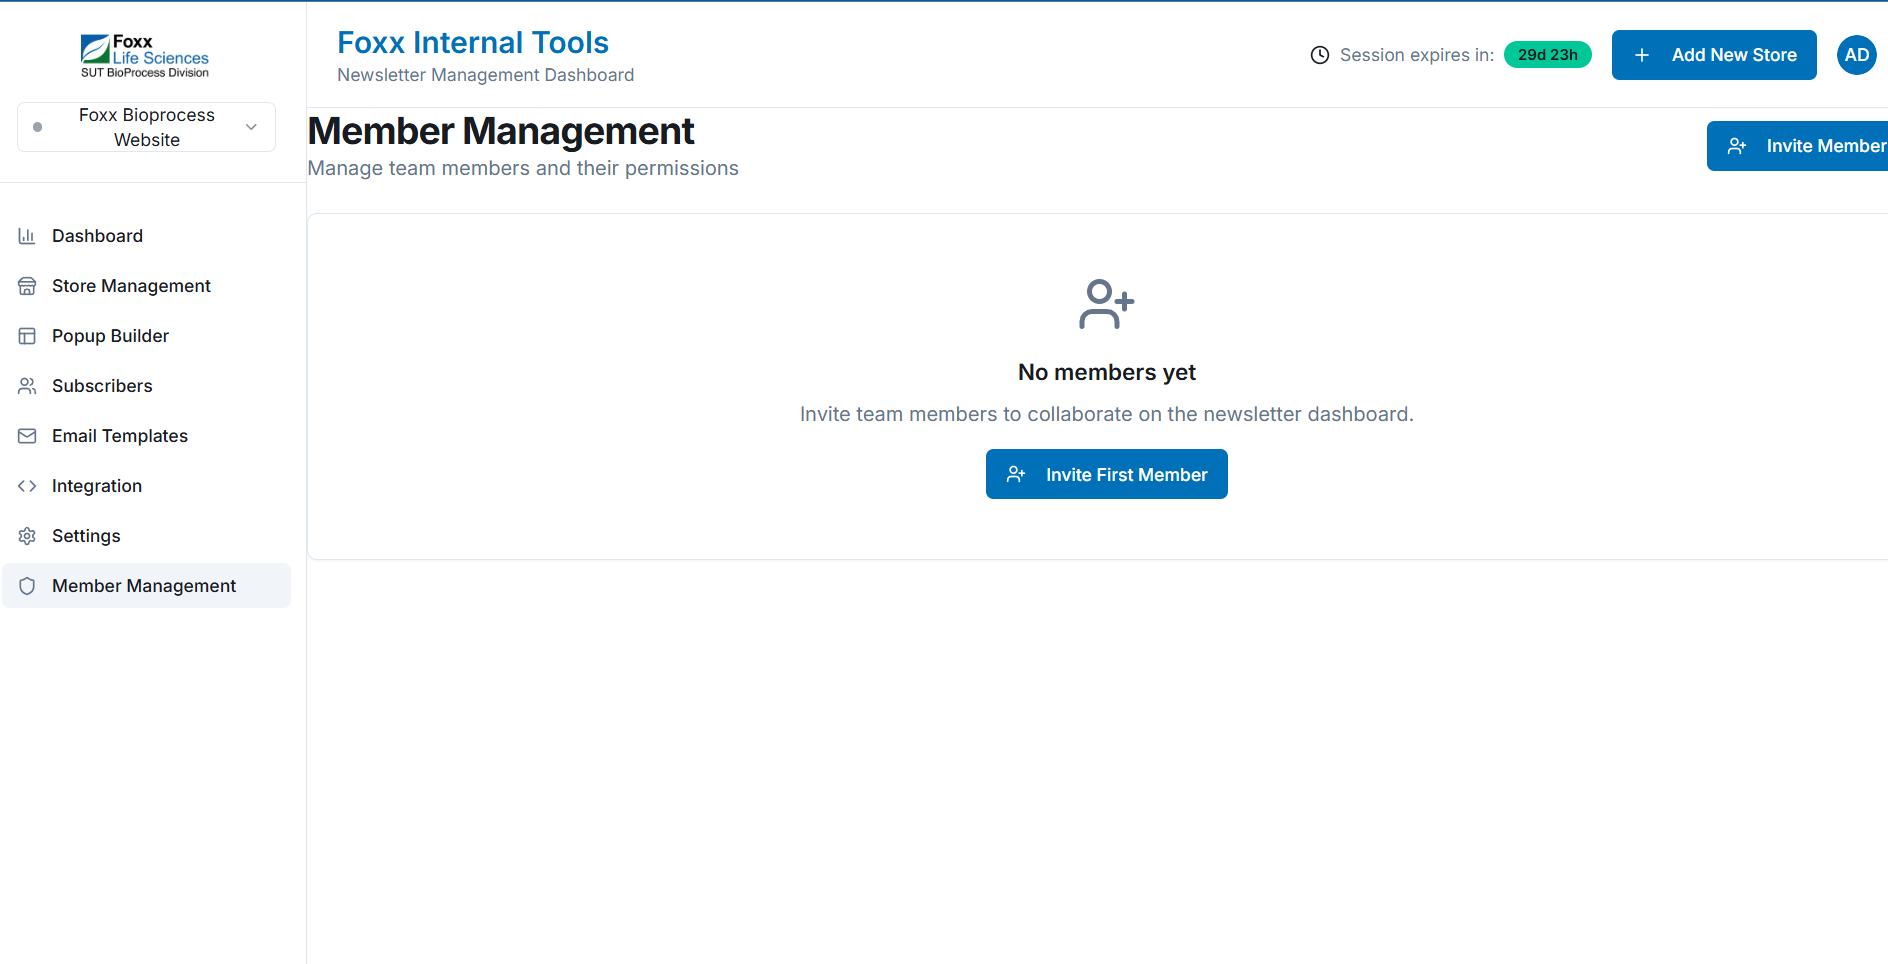 Foxx
Life Sciences
SUT BioProcess Division
Foxx Bioprocess
Website
Dashboard
Store Management
Popup Builder
Subscribers
Email Templates
Integration
Settings
Member Management
Foxx Internal Tools
Newsletter Management Dashboard
Session expires in:
29d 23h
Add New Store
AD
Member Management
Manage team members and their permissions
Invite Member
No members yet
Invite team members to collaborate on the newsletter dashboard.
Invite First Member